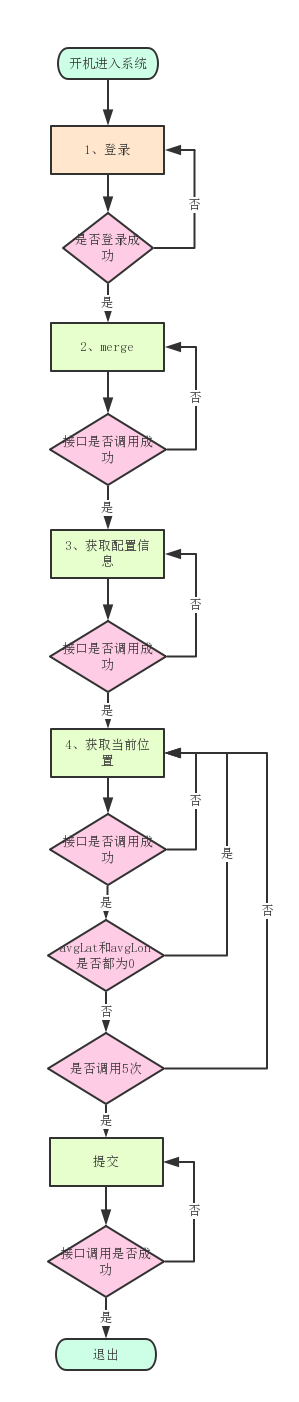 开机进入系统
1、登录
否
是否登录成
功
是
2、merge
否
接口是否调用成
功
是
3、获取配置信
息
否
接口是否调用成
功
是
4、获取当前位
置
否
接口是否调用成
功
是
是
avgLat和avgLon
是否都为0
否
否
是否调用5次
是
提交
否
接口调用是否成
功
是
退出